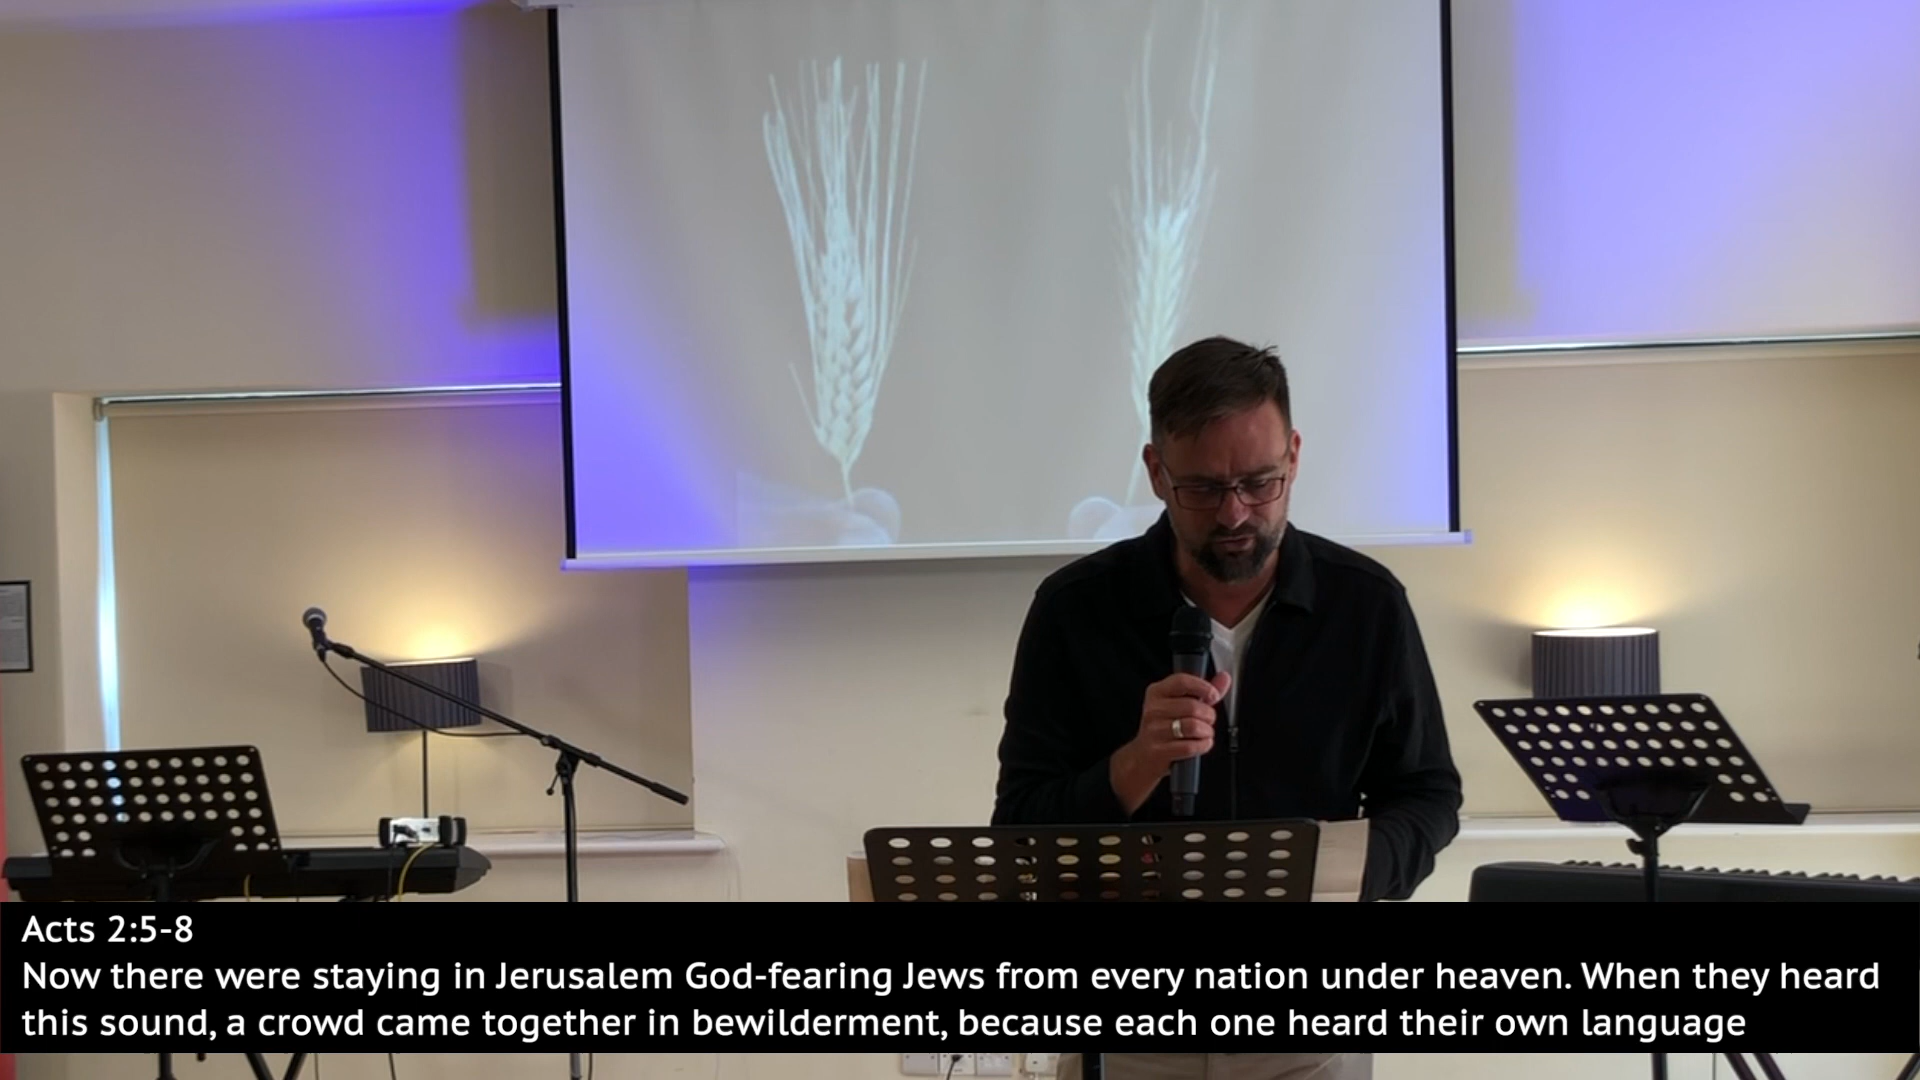 Acts 2:5-8
Now there were staying in Jerusalem God-fearing Jews from every nation under heaven. When they heard
this sound, a crowd came together in bewilderment, because each one heard their own language